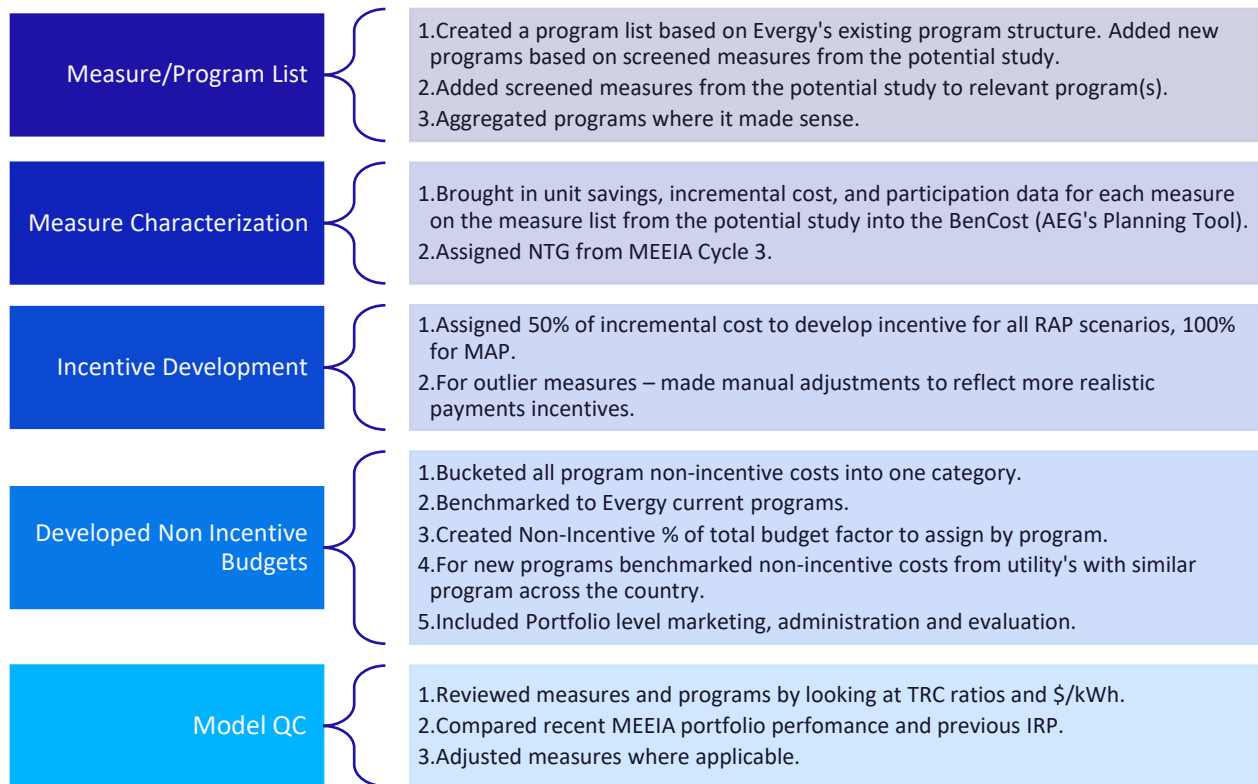 Measure/Program List
1.Created a program list based on Evergy's existing program structure. Added new
programs based on screened measures from the potential study.
2.Added screened measures from the potential study to relevant program(s).
3.Aggregated programs where it made sense.
Measure Characterization
1.Brought in unit savings, incremental cost, and participation data for each measure
on the measure list from the potential study into the BenCost (AEG's Planning Tool).
2.Assigned NTG from MEEIA Cycle 3.
Incentive Development
1.Assigned 50% of incremental cost to develop incentive for all RAP scenarios, 100%
for MAP.
2.For outlier measures – made manual adjustments to reflect more realistic
payments incentives.
Developed Non Incentive
Budgets
1.Bucketed all program non-incentive costs into one category.
2.Benchmarked to Evergy current programs.
3.Created Non-Incentive % of total budget factor to assign by program.
4.For new programs benchmarked non-incentive costs from utility's with similar
program across the country.
5.Included Portfolio level marketing, administration and evaluation.
Model QC
1.Reviewed measures and programs by looking at TRC ratios and $/kWh.
2.Compared recent MEEIA portfolio perfomance and previous IRP.
3.Adjusted measures where applicable.